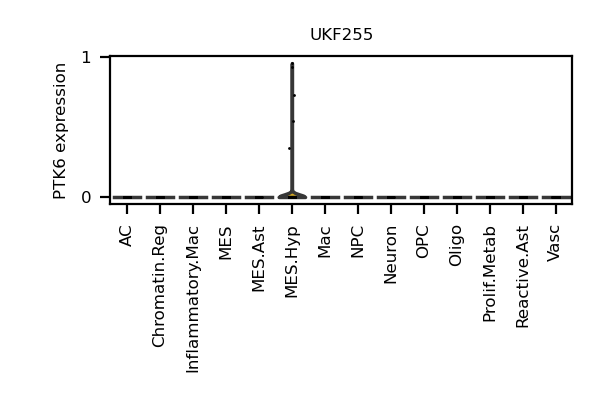 UKF255
PTK6 expression
1
0
AC
Chromatin.Reg
Inflammatory.Mac
MES
MES.Ast
MES.Hyp
Mac
NPC
Neuron
OPC
Oligo
Prolif.Metab
Reactive.Ast
Vasc